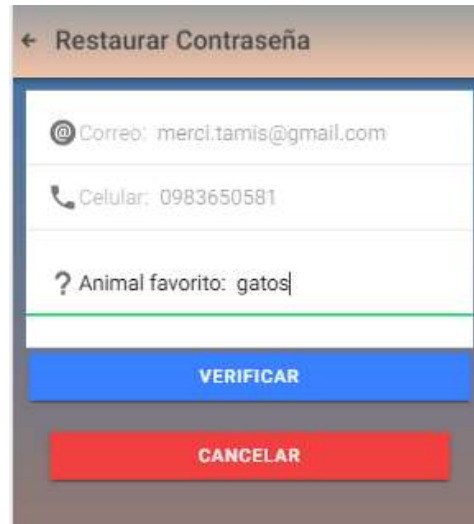 Restaurar Contraseña
Correo: merci.tamis@gmail.com
Celular: 0983650581
? Animal favorito: gatos
VERIFICAR
CANCELAR